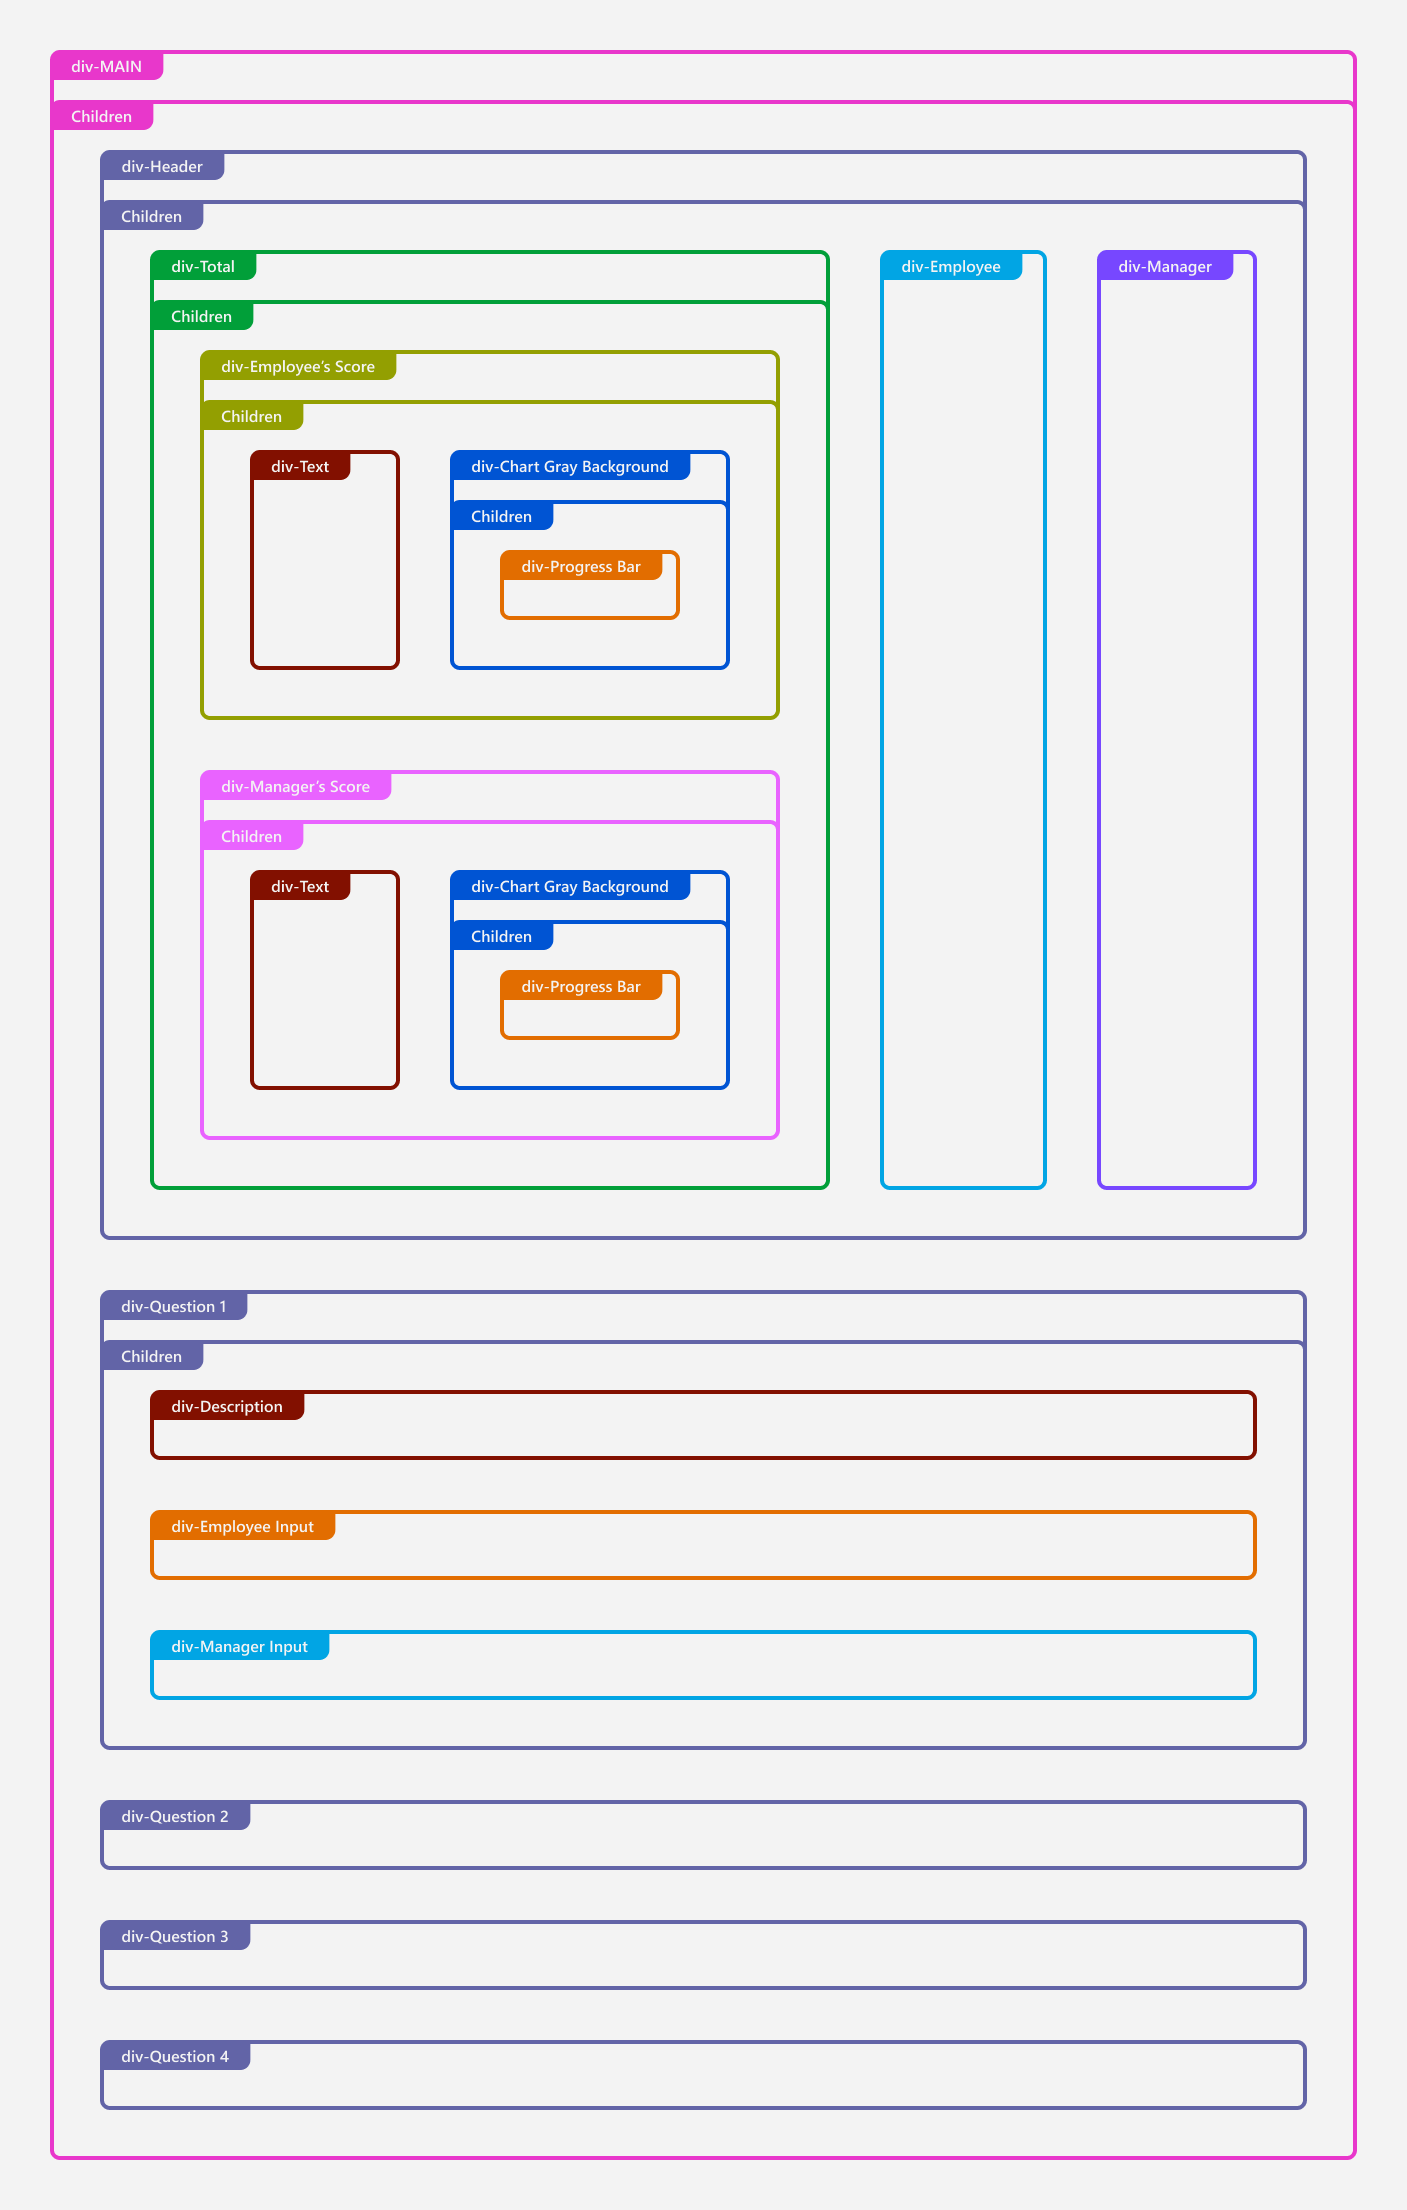 div-MAIN
Children
div-Header
Children
div-Total
div-Employee
div-Manager
Children
div-Employee's Score
Children
div-Text
div-Chart Gray Background
Children
div-Progress Bar
div-Manager's Score
Children
div-Text
div-Chart Gray Background
Children
div-Progress Bar
div-Question 1
Children
div-Description
div-Employee Input
div-Manager Input
div-Question 2
div-Question 3
div-Question 4